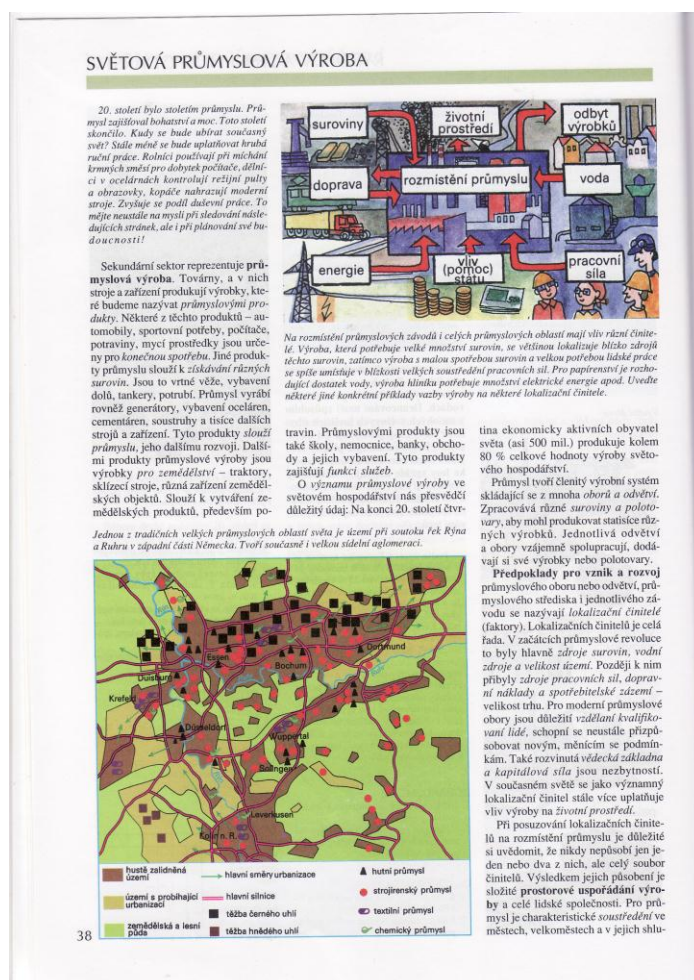 SVĚTOVÁ PRŮMYSLOVÁ VÝROBA
20. století bylo stoletím průmyslu. Prů-
mysl zajišťoval bohatství a moc. Toto století
skončilo. Kudy se bude ubírat současný
svět? Stále méně se bude uplatňovat hrubá
ruční práce. Rolníci používají při míchání
krmných směsí pro dobytek počítače, dělní-
ci v ocelárnách kontrolují režijní pulty
a obrazovky, kopáče nahrazují moderní
stroje. Zvyšuje se podíl duševní práce. To
mějte neustále na mysli při sledování násle-
dujících stránek, ale i při plánování své bu-
doucnosti!
Sekundární sektor reprezentuje prů-
myslová výroba. Továrny, a v nich
stroje a zařízení produkují výrobky, kte-
ré budeme nazývat průmyslovými pro-
dukty. Některé z těchto produktů – au-
tomobily, sportovní potřeby, počítače,
potraviny, mycí prostředky jsou urče-
ny pro konečnou spotřebu. Jiné produk-
ty průmyslu slouží k získávání různých
surovin. Jsou to vrtné věže, vybavení
dolů, tankery, potrubí. Průmysl vyrábí
rovněž generátory, vybavení oceláren,
cementáren, soustruhy a tisíce dalších
strojů a zařízení. Tyto produkty slouží
průmyslu, jeho dalšímu rozvoji. Další-
mi produkty průmyslové výroby jsou
výrobky pro zemědělství – traktory,
sklízecí stroje, různá zařízení zeměděl-
ských objektů. Slouží k vytváření ze-
mědělských produktů, především po-
suroviny
životní
prostředí
odbyt
výrobků
doprava
rozmístění průmyslu
voda
energie
vliv
(pomoc)
státu
pracovní
síla
Na rozmístění průmyslových závodů i celých průmyslových oblastí mají vliv různí činite-
lé. Výroba, která potřebuje velké množství surovin, se většinou lokalizuje blízko zdrojů
těchto surovin, zatímco výroba s malou spotřebou surovin a velkou potřebou lidské práce
se spíše umísťuje v blízkosti velkých soustředění pracovních sil. Pro papírenství je rozho-
dující dostatek vody, výroba hliníku potřebuje množství elektrické energie apod. Uveďte
některé jiné konkrétní příklady vazby výroby na některé lokalizační činitele.
travin. Průmyslovými produkty jsou
také školy, nemocnice, banky, obcho-
dy a jejich vybavení. Tyto produkty
zajišťují funkci služeb.
O významu průmyslové výroby ve
světovém hospodářství nás přesvědčí
důležitý údaj: Na konci 20. století čtvr-
tina ekonomicky aktivních obyvatel
světa (asi 500 mil.) produkuje kolem
80 % celkové hodnoty výroby světo-
vého hospodářství.
Průmysl tvoří členitý výrobní systém
skládající se z mnoha oborů a odvětví.
Zpracovává různé suroviny a poloto-
vary, aby mohl produkovat statisíce růz-
ných výrobků. Jednotlivá odvětví
a obory vzájemně spolupracují, dodá-
vají si své výrobky nebo polotovary.
Předpoklady pro vznik a rozvoj
průmyslového oboru nebo odvětví, prů-
myslového střediska i jednotlivého zá-
vodu se nazývají lokalizační činitelé
(faktory). Lokalizačních činitelů je celá
řada. V začátcích průmyslové revoluce
to byly hlavně zdroje surovin, vodní
zdroje a velikost území. Později k nim
přibyly zdroje pracovních sil, doprav-
ní náklady a spotřebitelské zázemí –
velikost trhu. Pro moderní průmyslové
obory jsou důležití vzdělaní kvalifiko-
vaní lidé, schopní se neustále přizpů-
sobovat novým, měnícím se podmín-
kám. Také rozvinutá vědecká základna
a kapitálová síla jsou nezbytností.
V současném světě se jako významný
lokalizační činitel stále více uplatňuje
vliv výroby na životní prostředí.
Při posuzování lokalizačních činite-
lů na rozmístění průmyslu je důležité
si uvědomit, že nikdy nepůsobí jen je-
den nebo dva z nich, ale celý soubor
činitelů. Výsledkem jejich působení je
složité prostorové uspořádání výro-
by a celé lidské společnosti. Pro prů-
mysl je charakteristické soustředění ve
městech, velkoměstech a v jejich shlu-
Jednou z tradičních velkých průmyslových oblastí světa je území při soutoku řek Rýna
a Ruhru v západní části Německa. Tvoří současně i velkou sídelní aglomeraci.
Essen
Dortmund
Bochum
Duisburg
Krefeld
Düsseldorf
Wuppertal
Solingen
Leverkusen
Kolín n. R.
hustě zalidněná
území
území s probíhající
urbanizací
zemědělská a lesní
půda
hlavní směry urbanizace
hlavní silnice
těžba černého uhlí
těžba hnědého uhlí
hutní průmysl
strojírenský průmysl
textilní průmysl
chemický průmysl
38